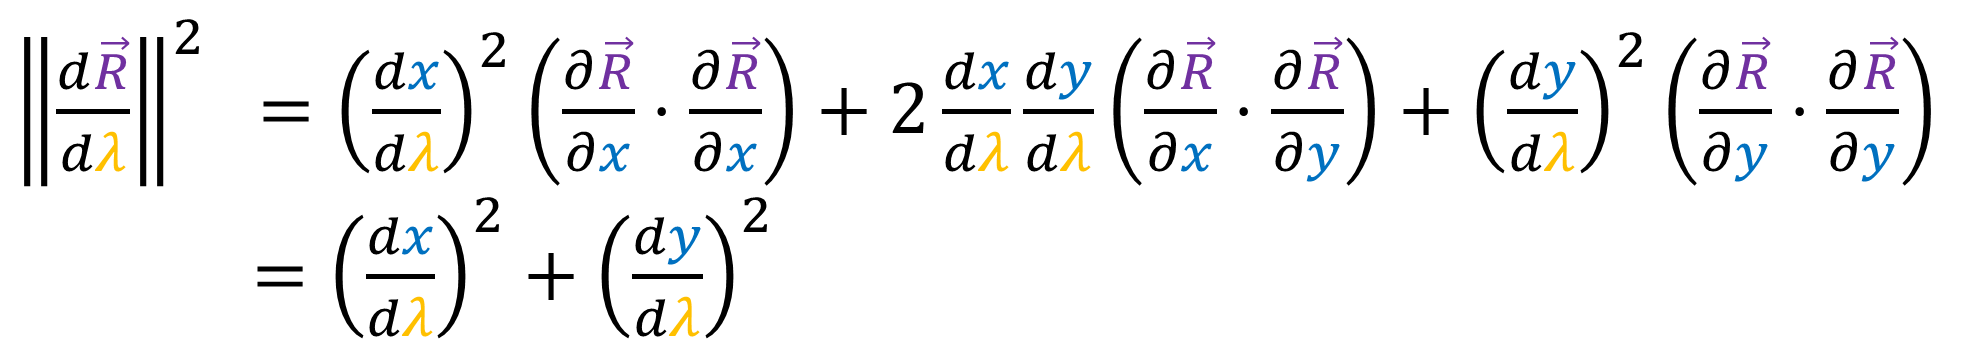 ‖dR⃗/dλ‖² = (dx/dλ)² (∂R⃗/∂x · ∂R⃗/∂x) + 2 dx/dλ dy/dλ (∂R⃗/∂x · ∂R⃗/∂y) + (dy/dλ)² (∂R⃗/∂y · ∂R⃗/∂y)
= (dx/dλ)² + (dy/dλ)²